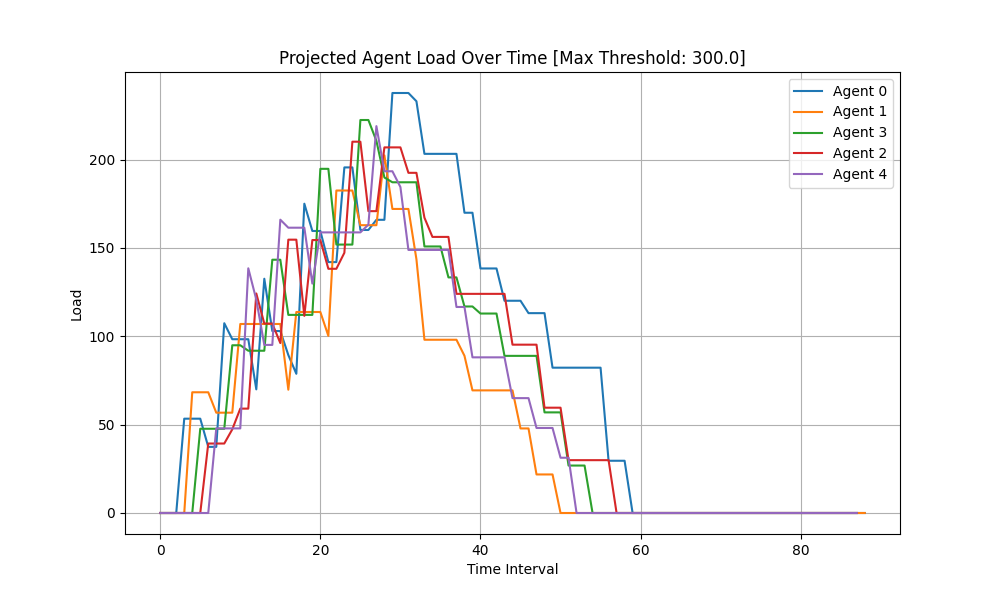 Projected Agent Load Over Time [Max Threshold: 300.0]
Agent 0
Agent 1
Agent 3
Agent 2
Agent 4
200
150
100
50
0
Load
0 20 40 60 80
Time Interval